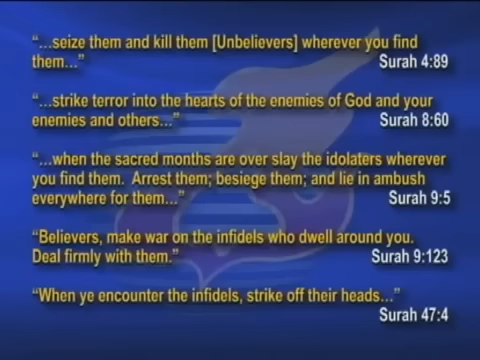 “…seize them and kill them [Unbelievers] wherever you find
them…” Surah 4:89
“…strike terror into the hearts of the enemies of God and your
enemies and others…” Surah 8:60
“…when the sacred months are over slay the idolaters wherever
you find them. Arrest them; besiege them; and lie in ambush
everywhere for them…” Surah 9:5
“Believers, make war on the infidels who dwell around you.
Deal firmly with them.” Surah 9:123
“When ye encounter the infidels, strike off their heads…”
Surah 47:4